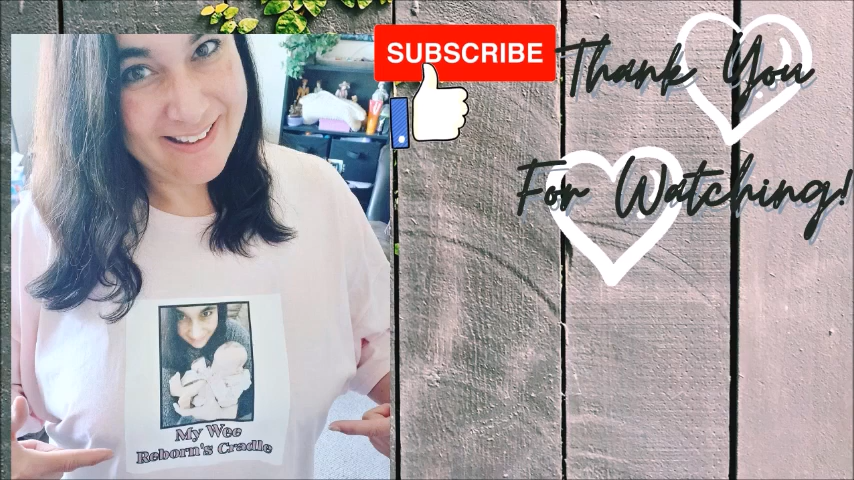 SUBSCRIBE
Thank You
For Watching!
My Wee
Reborn's Cradle